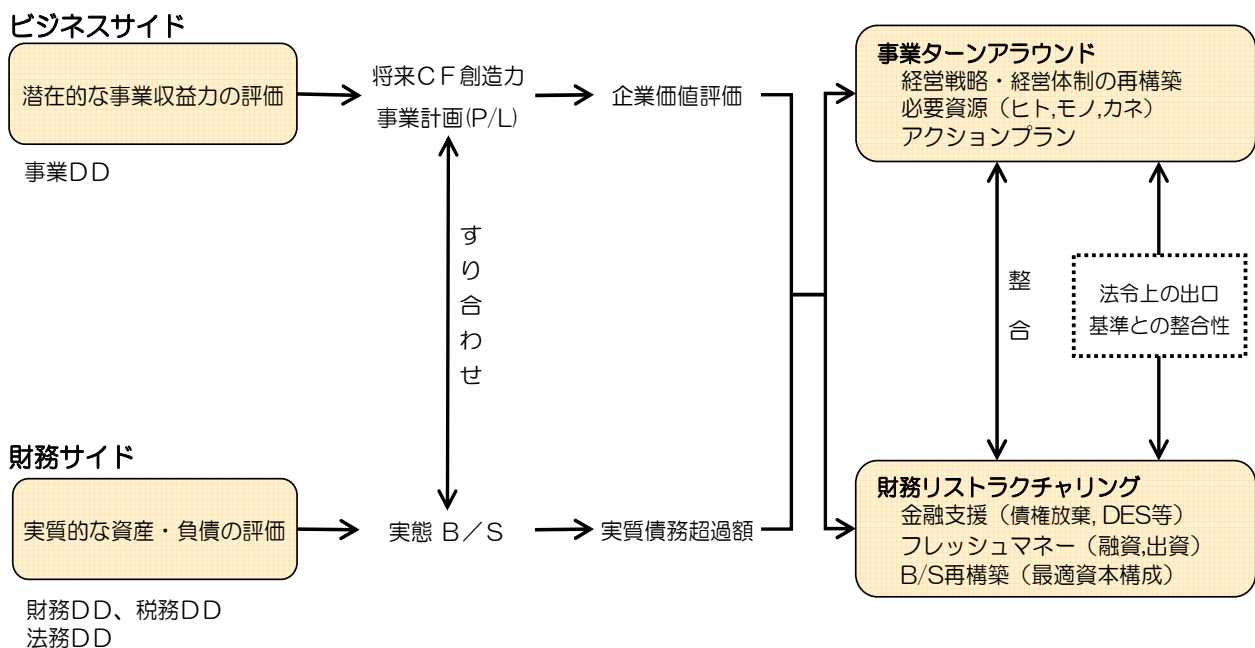 ビジネスサイド
潜在的な事業収益力の評価
事業ＤＤ
将来ＣＦ創造力
事業計画(P/L)
企業価値評価
事業ターンアラウンド
経営戦略・経営体制の再構築
必要資源（ヒト,モノ,カネ）
アクションプラン
すり合わせ
整合
法令上の出口
基準との整合性
財務サイド
実質的な資産・負債の評価
財務ＤＤ、税務ＤＤ
法務ＤＤ
実態 Ｂ／Ｓ
実質債務超過額
財務リストラクチャリング
金融支援（債権放棄, DES等）
フレッシュマネー（融資,出資）
B/S再構築（最適資本構成）